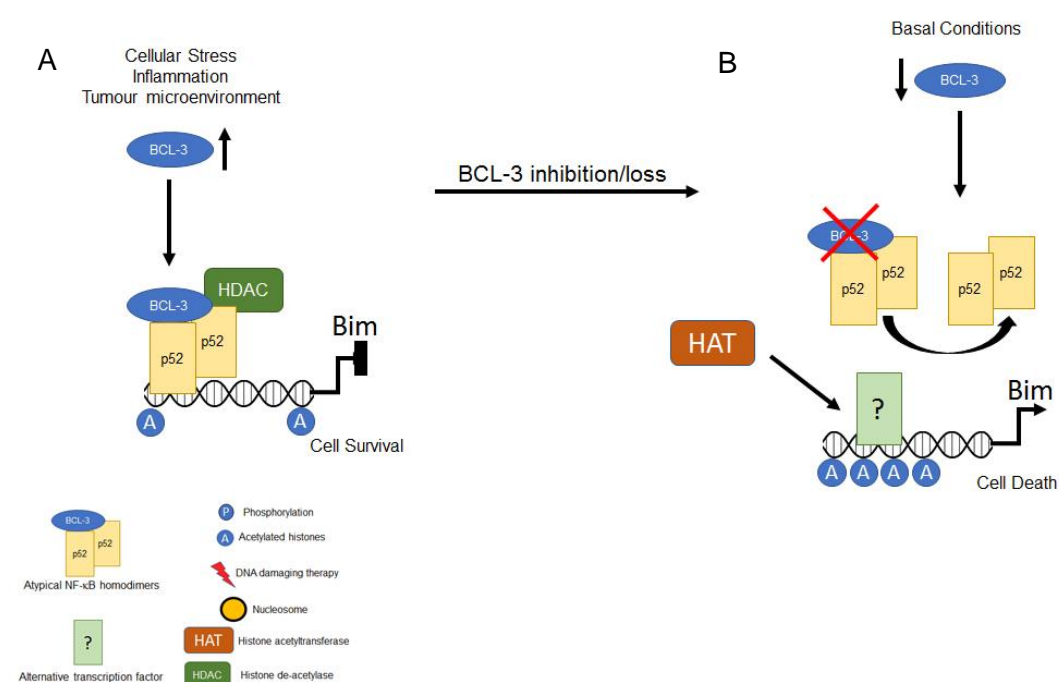 A
Cellular Stress
Inflammation
Tumour microenvironment
BCL-3
BCL-3
HDAC
p52
p52
Bim
A
A
Cell Survival
BCL-3 inhibition/loss
B
Basal Conditions
BCL-3
BCL-3
p52
p52
p52
p52
HAT
?
Bim
A
A
A
A
Cell Death
BCL-3
p52
p52
Atypical NF-κB homodimers
?
Alternative transcription factor
P
Phosphorylation
A
Acetylated histones
DNA damaging therapy
Nucleosome
HAT
Histone acetyltransferase
HDAC
Histone de-acetylase